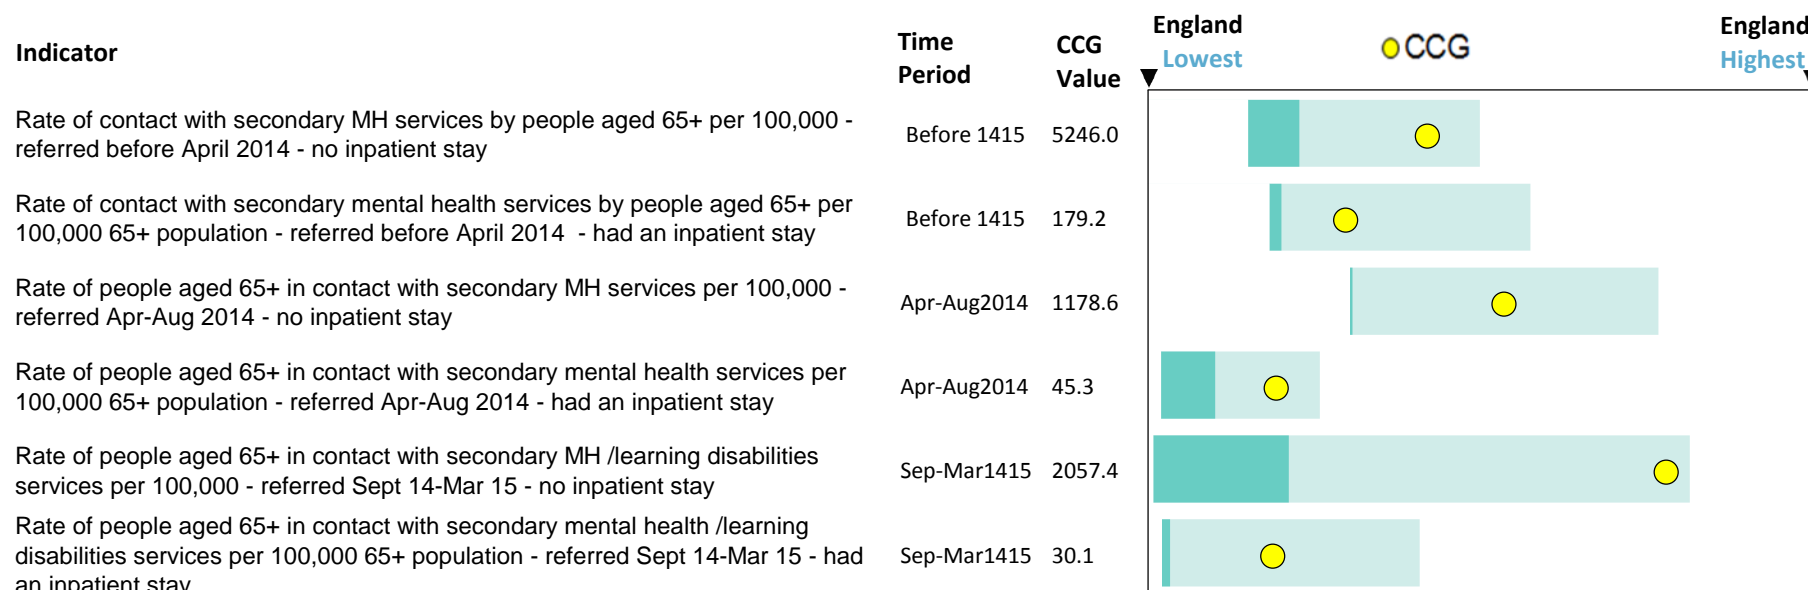 Indicator
Time Period
CCG Value
England Lowest
CCG
England Highest
Rate of contact with secondary MH services by people aged 65+ per 100,000 -
referred before April 2014 - no inpatient stay
Before 1415 5246.0
Rate of contact with secondary mental health services by people aged 65+ per
100,000 65+ population - referred before April 2014  - had an inpatient stay
Before 1415 179.2
Rate of people aged 65+ in contact with secondary MH services per 100,000 -
referred Apr-Aug 2014 - no inpatient stay
Apr-Aug2014 1178.6
Rate of people aged 65+ in contact with secondary mental health services per
100,000 65+ population - referred Apr-Aug 2014 - had an inpatient stay
Apr-Aug2014 45.3
Rate of people aged 65+ in contact with secondary MH /learning disabilities
services per 100,000 - referred Sept 14-Mar 15 - no inpatient stay
Sep-Mar1415 2057.4
Rate of people aged 65+ in contact with secondary mental health /learning
disabilities services per 100,000 65+ population - referred Sept 14-Mar 15 - had
an inpatient stay
Sep-Mar1415 30.1